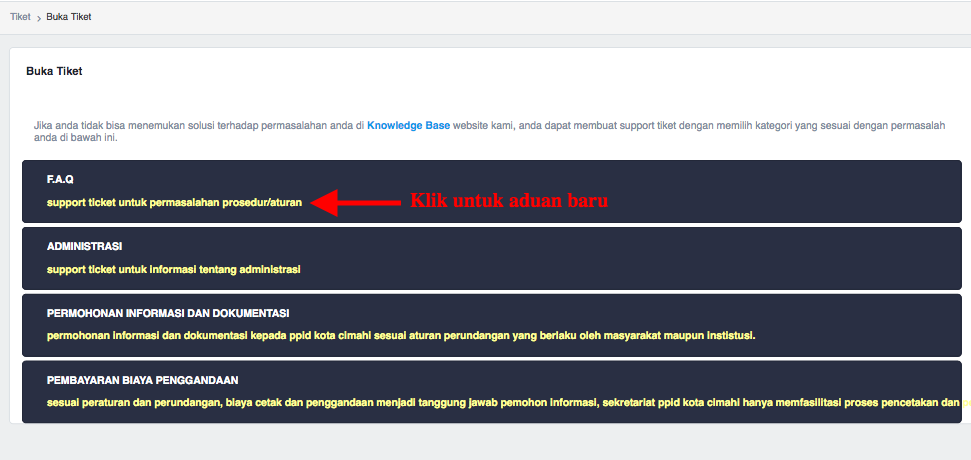 Tiket > Buka Tiket
Buka Tiket
Jika anda tidak bisa menemukan solusi terhadap permasalahan anda di Knowledge Base website kami, anda dapat membuat support tiket dengan memilih kategori yang sesuai dengan permasalah
anda di bawah ini.
F.A.Q
support ticket untuk permasalahan prosedur/aturan
Klik untuk aduan baru
ADMINISTRASI
support ticket untuk informasi tentang administrasi
PERMOHONAN INFORMASI DAN DOKUMENTASI
permohonan informasi dan dokumentasi kepada ppid kota cimahi sesuai aturan perundangan yang berlaku oleh masyarakat maupun instistusi.
PEMBAYARAN BIAYA PENGGANDAAN
sesuai peraturan dan perundangan, biaya cetak dan penggandaan menjadi tanggung jawab pemohon informasi, sekretariat ppid kota cimahi hanya memfasilitasi proses pencetakan dan